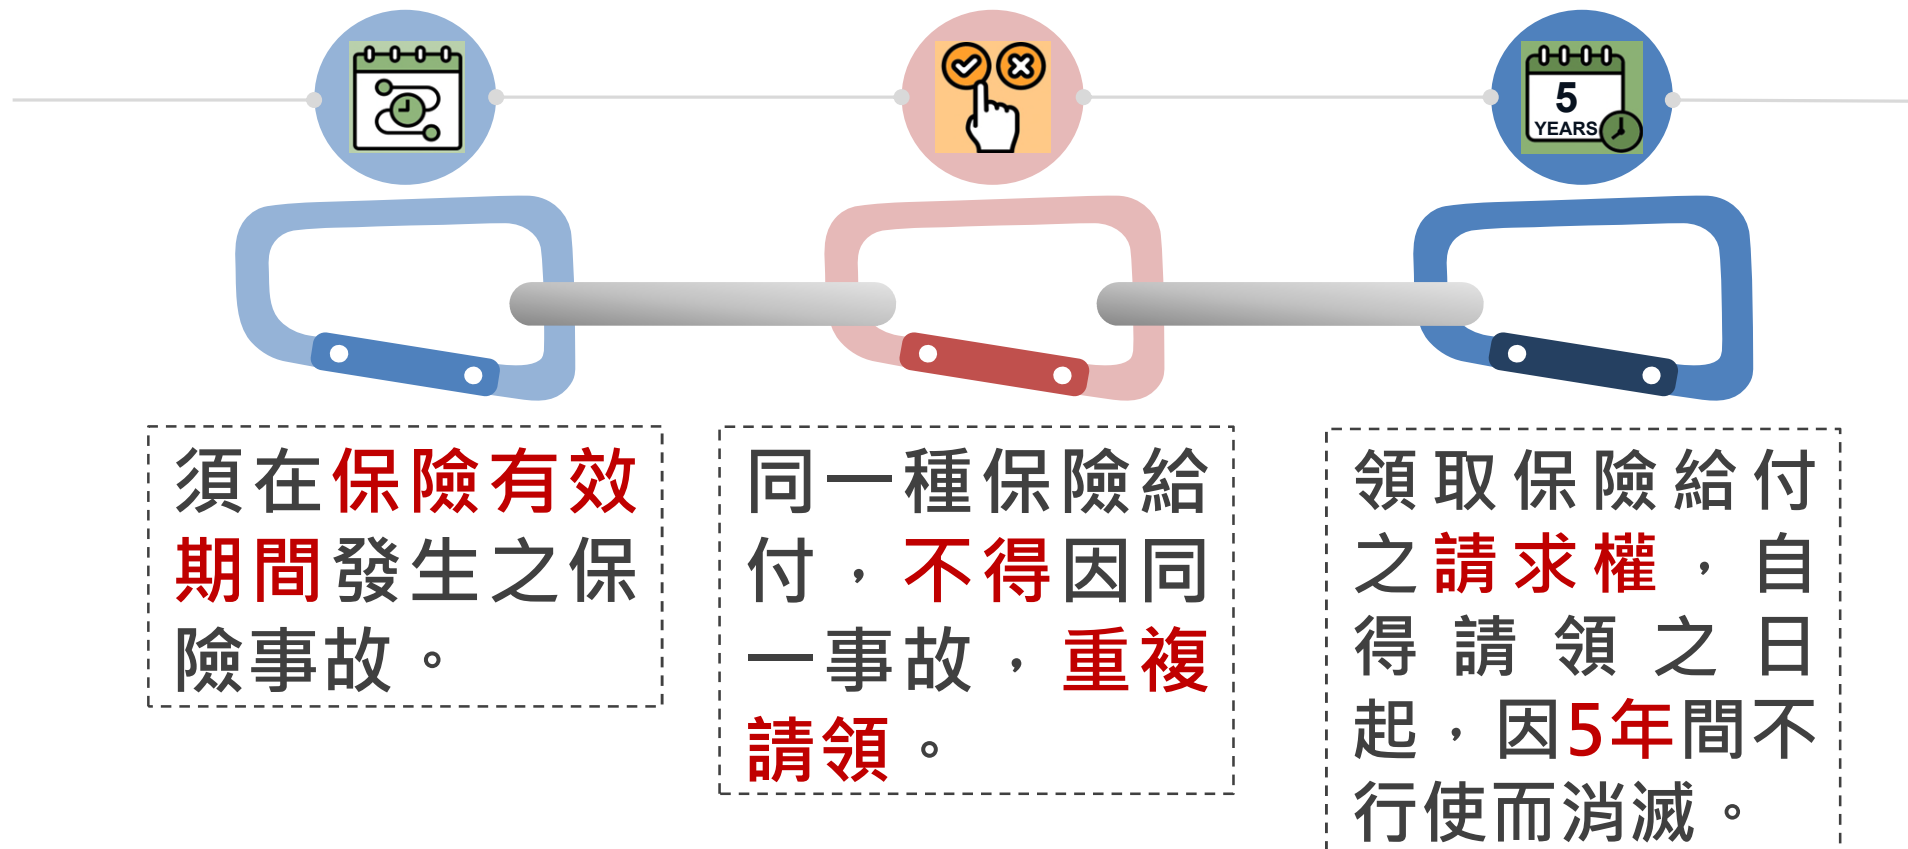 5
YEARS
須在保險有效
期間發生之保
險事故。
同一種保險給
付，不得因同
一事故，重複
請領。
領取保險給付
之請求權，自
得請領之日
起，因5年間不
行使而消滅。